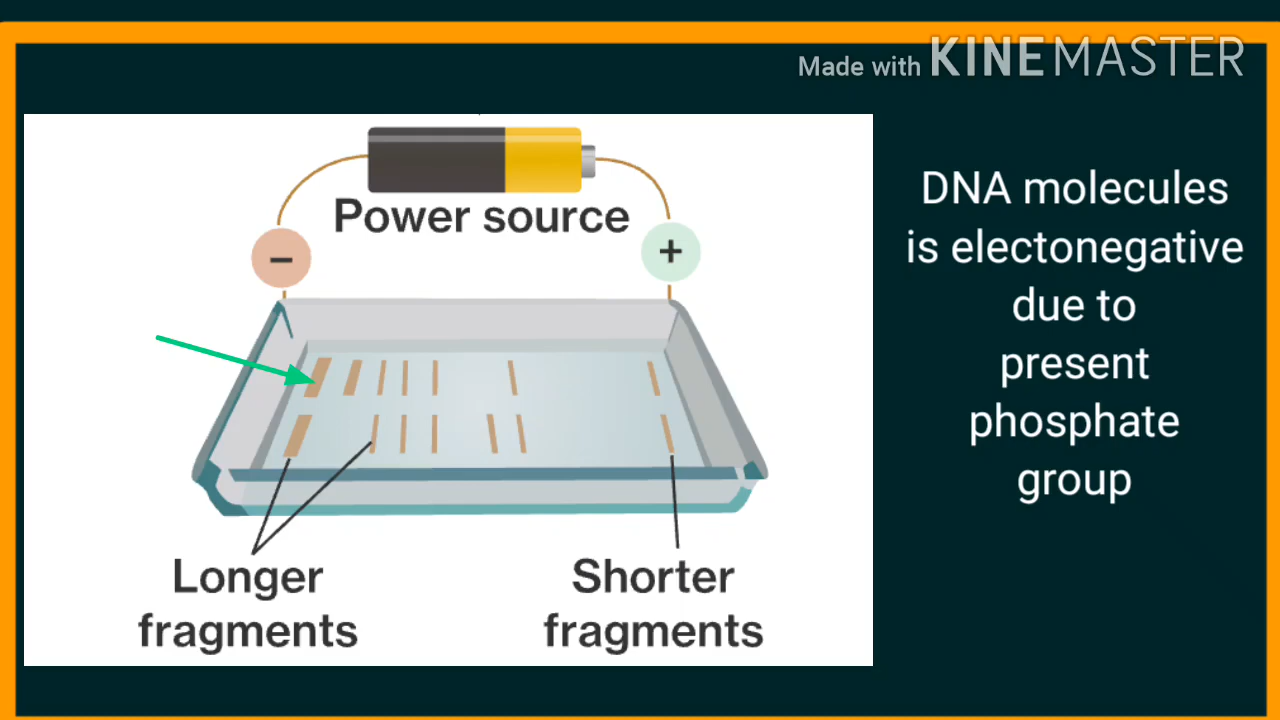 Made with KINEMASTER
Power source
–
+
DNA molecules
is electonegative
due to
present
phosphate
group
Longer
fragments
Shorter
fragments